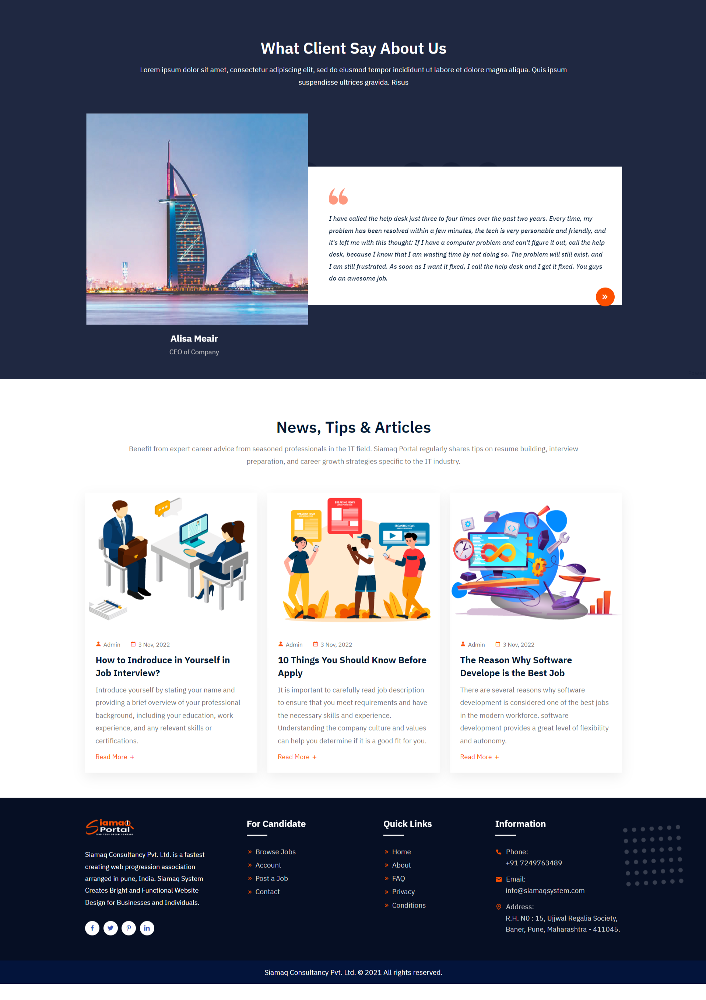 What Client Say About Us
Lorem ipsum dolor sit amet, consectetur adipiscing elit, sed do eiusmod tempor incididunt ut labore et dolore magna aliqua. Quis ipsum
suspendisse ultrices gravida. Risus
I have called the help desk just three to four times over the past two years. Every time, my
problem has been resolved within a few minutes, the tech is very personable and friendly, and
it's left me with this thought: If I have a computer problem and can't figure it out, call the help
desk, because I know that I am wasting time by not doing so. The problem will still exist, and
I am still frustrated. As soon as I want it fixed, I call the help desk and I get it fixed. You guys
do an awesome job.
Alisa Meair
CEO of Company
News, Tips & Articles
Benefit from expert career advice from seasoned professionals in the IT field. Siamaq Portal regularly shares tips on resume building, interview
preparation, and career growth strategies specific to the IT industry.
BREAKING NEWS
LOREM IPSUM DOLOR
BREAKING NEWS
LOREM IPSUM DOLOR
BREAKING NEWS
LOREM IPSUM DOLOR
12
3
6
9
Admin 3 Nov, 2022
How to Indroduce in Yourself in
Job Interview?
Introduce yourself by stating your name and
providing a brief overview of your professional
background, including your education, work
experience, and any relevant skills or
certifications.
Read More +
Admin 3 Nov, 2022
10 Things You Should Know Before
Apply
It is important to carefully read job description
to ensure that you meet requirements and have
the necessary skills and experience.
Understanding the company culture and values
can help you determine if it is a good fit for you.
Read More +
Admin 3 Nov, 2022
The Reason Why Software
Develope is the Best Job
There are several reasons why software
development is considered one of the best jobs
in the modern workforce. software
development provides a great level of flexibility
and autonomy.
Read More +
Siamaq
Portal
FIND YOUR DREAM COMPANY
Siamaq Consultancy Pvt. Ltd. is a fastest
creating web progression association
arranged in pune, India. Siamaq System
Creates Bright and Functional Website
Design for Businesses and Individuals.
For Candidate
Browse Jobs
Account
Post a Job
Contact
Quick Links
Home
About
FAQ
Privacy
Conditions
Information
Phone:
+91 7249763489
Email:
info@siamaqsystem.com
Address:
R.H. N0 : 15, Ujjwal Regalia Society,
Baner, Pune, Maharashtra - 411045.
Siamaq Consultancy Pvt. Ltd. © 2021 All rights reserved.